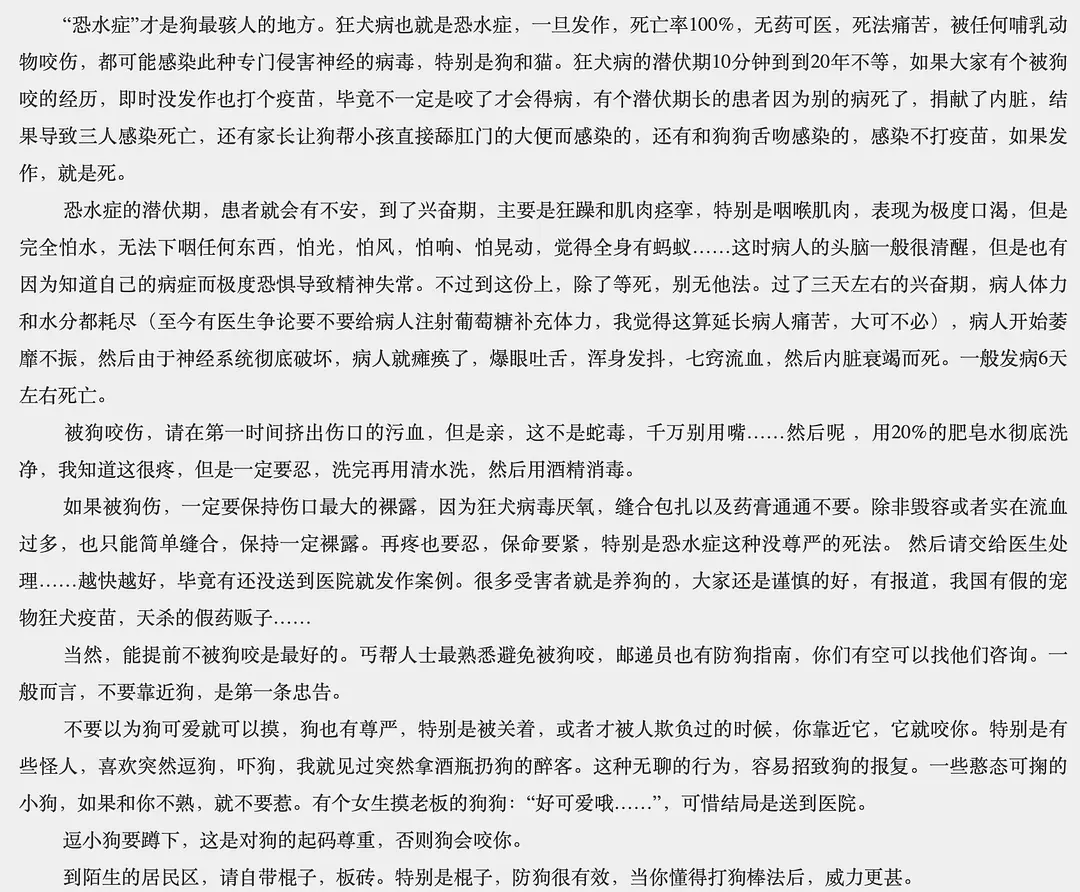 “恐水症”才是狗最骇人的地方。狂犬病也就是恐水症，一旦发作，死亡率100%，无药可医，死法痛苦，被任何哺乳动
物咬伤，都可能感染此种专门侵害神经的病毒，特别是狗和猫。狂犬病的潜伏期10分钟到到20年不等，如果大家有个被狗
咬的经历，即时没发作也打个疫苗，毕竟不一定是咬了才会得病，有个潜伏期长的患者因为别的病死了，捐献了内脏，结
果导致三人感染死亡，还有家长让狗帮小孩直接舔肛门的大便而感染的，还有和狗狗舌吻感染的，感染不打疫苗，如果发
作，就是死。
恐水症的潜伏期，患者就会有不安，到了兴奋期，主要是狂躁和肌肉痉挛，特别是咽喉肌肉，表现为极度口渴，但是
完全怕水，无法下咽任何东西，怕光，怕风，怕响、怕晃动，觉得全身有蚂蚁……这时病人的头脑一般很清醒，但是也有
因为知道自己的病症而极度恐惧导致精神失常。不过到这份上，除了等死，别无他法。过了三天左右的兴奋期，病人体力
和水分都耗尽（至今有医生争论要不要给病人注射葡萄糖补充体力，我觉得这算延长病人痛苦，大可不必），病人开始萎
靡不振，然后由于神经系统彻底破坏，病人就瘫痪了，爆眼吐舌，浑身发抖，七窍流血，然后内脏衰竭而死。一般发病6天
左右死亡。
被狗咬伤，请在第一时间挤出伤口的污血，但是亲，这不是蛇毒，千万别用嘴……然后呢 ，用20%的肥皂水彻底洗
净，我知道这很疼，但是一定要忍，洗完再用清水洗，然后用酒精消毒。
如果被狗伤，一定要保持伤口最大的裸露，因为狂犬病毒厌氧，缝合包扎以及药膏通通不要。除非毁容或者实在流血
过多，也只能简单缝合，保持一定裸露。再疼也要忍，保命要紧，特别是恐水症这种没尊严的死法。 然后请交给医生处
理……越快越好，毕竟有还没送到医院就发作案例。很多受害者就是养狗的，大家还是谨慎的好，有报道，我国有假的宠
物狂犬疫苗，天杀的假药贩子……
当然，能提前不被狗咬是最好的。丐帮人士最熟悉避免被狗咬，邮递员也有防狗指南，你们有空可以找他们咨询。一
般而言，不要靠近狗，是第一条忠告。
不要以为狗可爱就可以摸，狗也有尊严，特别是被关着，或者才被人欺负过的时候，你靠近它，它就咬你。特别是有
些怪人，喜欢突然逗狗，吓狗，我就见过突然拿酒瓶扔狗的醉客。这种无聊的行为，容易招致狗的报复。一些憨态可掬的
小狗，如果和你不熟，就不要惹。有个女生摸老板的狗狗：“好可爱哦……”，可惜结局是送到医院。
逗小狗要蹲下，这是对狗的起码尊重，否则狗会咬你。
到陌生的居民区，请自带棍子，板砖。特别是棍子，防狗很有效，当你懂得打狗棒法后，威力更甚。